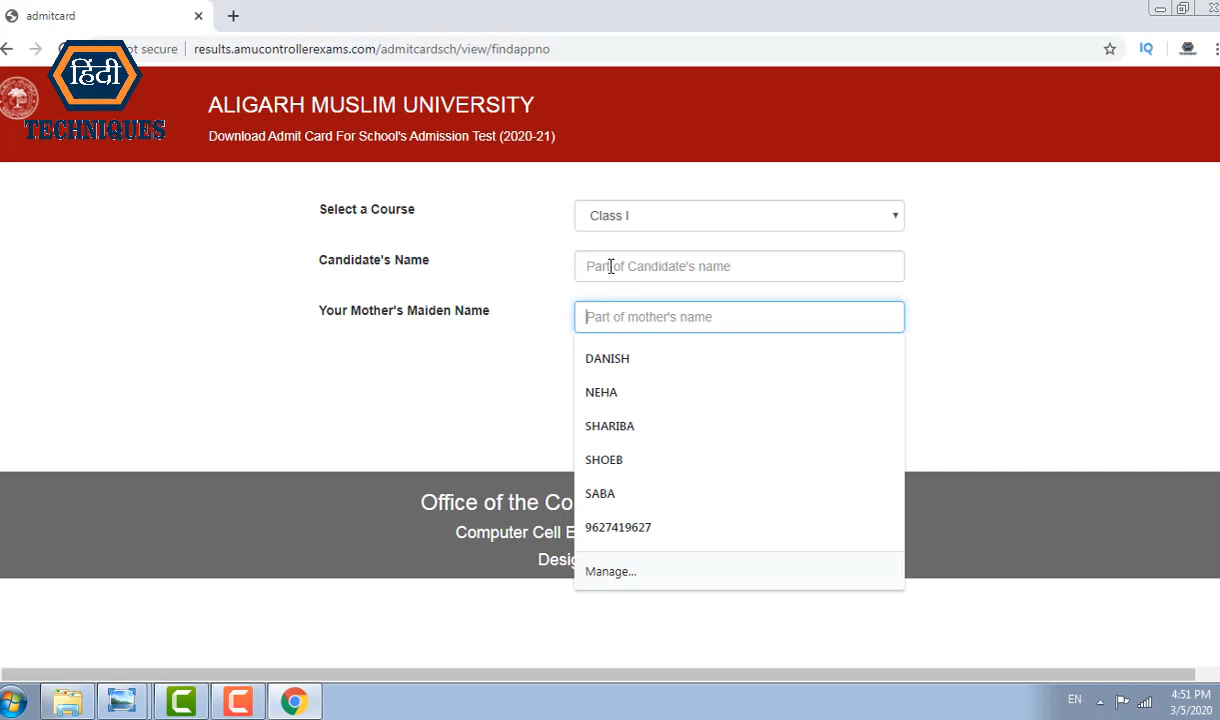 admitcard
ot secure
results.amucontrollerexams.com/admitcardsch/view/findappno
IQ
हिंदी
TECHNIQUES
ALIGARH MUSLIM UNIVERSITY
Download Admit Card For School's Admission Test (2020-21)
Select a Course
Class I
Candidate's Name
Part of Candidate's name
Your Mother's Maiden Name
Part of mother's name
DANISH
NEHA
SHARIBA
SHOEB
SABA
9627419627
Manage...
Office of the Co
Computer Cell E
Desig
EN
4:51 PM
3/5/2020